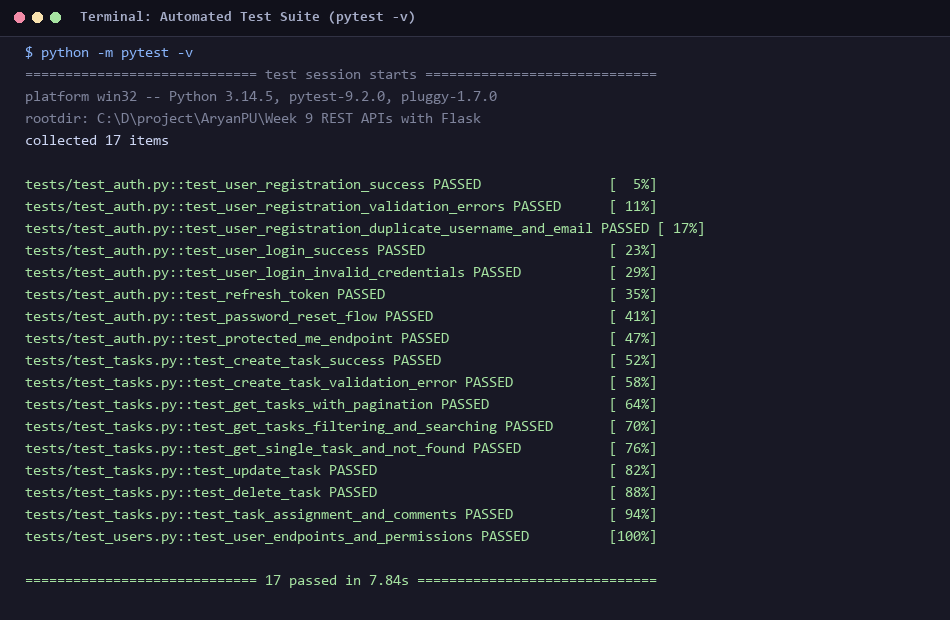 Terminal: Automated Test Suite (pytest -v)
$ python -m pytest -v
============================= test session starts =============================
platform win32 -- Python 3.14.5, pytest-9.2.0, pluggy-1.7.0
rootdir: C:\D\project\AryanPU\Week 9 REST APIs with Flask
collected 17 items
tests/test_auth.py::test_user_registration_success PASSED                [  5%]
tests/test_auth.py::test_user_registration_validation_errors PASSED      [ 11%]
tests/test_auth.py::test_user_registration_duplicate_username_and_email PASSED [ 17%]
tests/test_auth.py::test_user_login_success PASSED                       [ 23%]
tests/test_auth.py::test_user_login_invalid_credentials PASSED           [ 29%]
tests/test_auth.py::test_refresh_token PASSED                            [ 35%]
tests/test_auth.py::test_password_reset_flow PASSED                      [ 41%]
tests/test_auth.py::test_protected_me_endpoint PASSED                    [ 47%]
tests/test_tasks.py::test_create_task_success PASSED                     [ 52%]
tests/test_tasks.py::test_create_task_validation_error PASSED            [ 58%]
tests/test_tasks.py::test_get_tasks_with_pagination PASSED               [ 64%]
tests/test_tasks.py::test_get_tasks_filtering_and_searching PASSED       [ 70%]
tests/test_tasks.py::test_get_single_task_and_not_found PASSED           [ 76%]
tests/test_tasks.py::test_update_task PASSED                             [ 82%]
tests/test_tasks.py::test_delete_task PASSED                             [ 88%]
tests/test_tasks.py::test_task_assignment_and_comments PASSED            [ 94%]
tests/test_users.py::test_user_endpoints_and_permissions PASSED          [100%]
============================= 17 passed in 7.84s ==============================